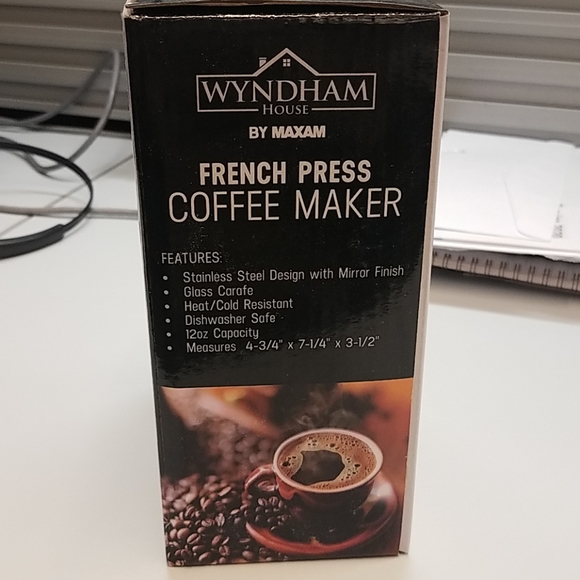 WYNDHAM
HOUSE
BY MAXAM
FRENCH PRESS
COFFEE MAKER
FEATURES:
• Stainless Steel Design with Mirror Finish
• Glass Carafe
• Heat/Cold Resistant
• Dishwasher Safe
• 12oz Capacity
• Measures 4-3/4" x 7-1/4" x 3-1/2"